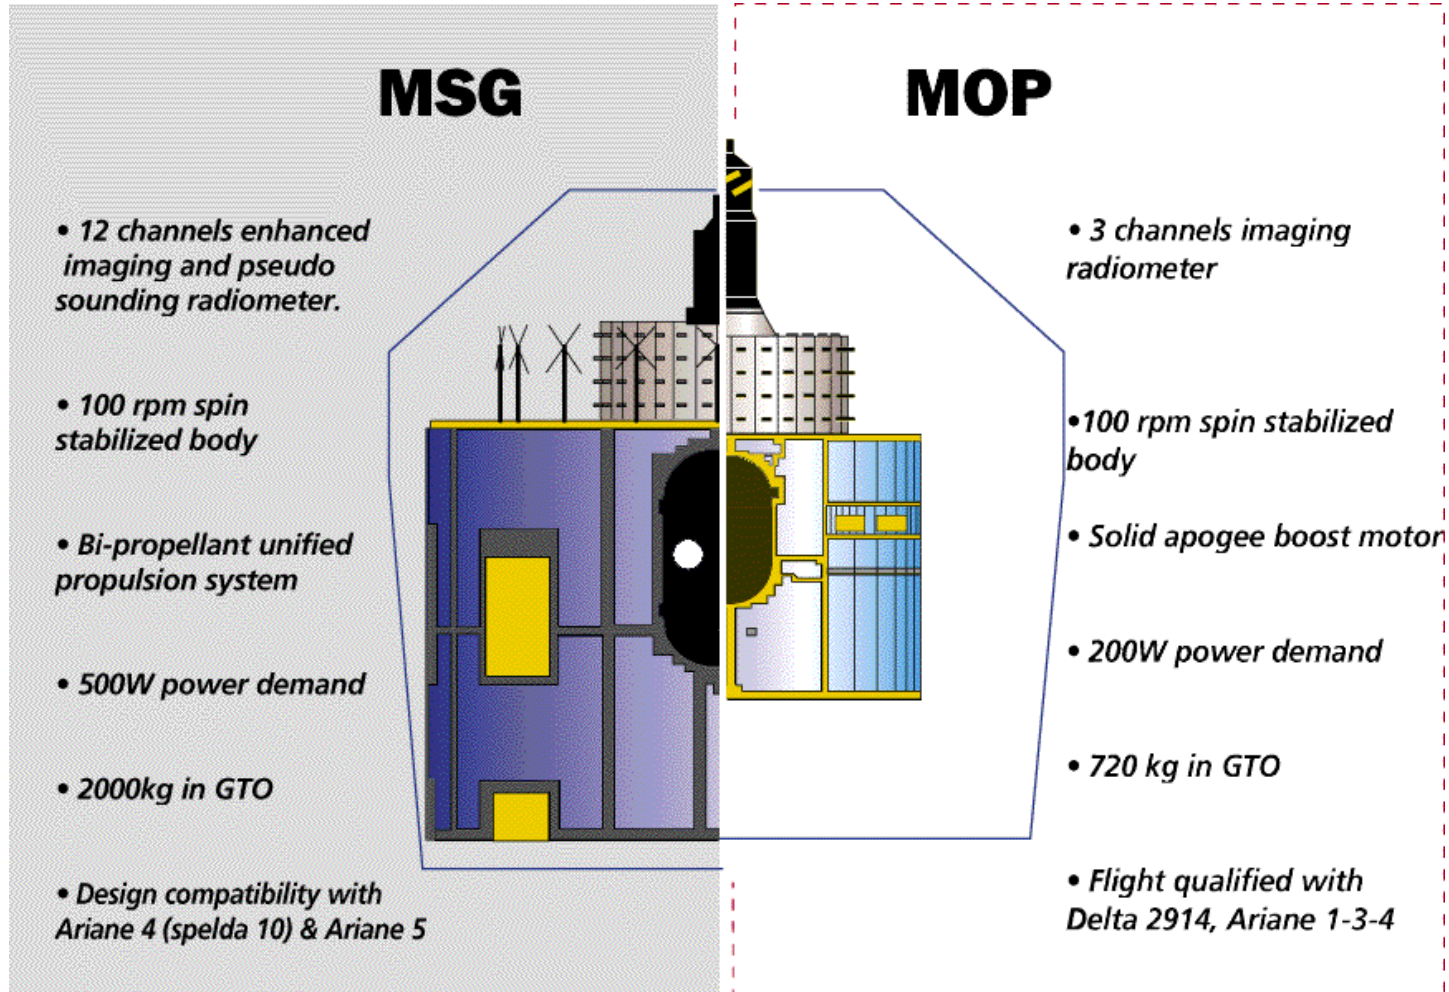 MSG
• 12 channels enhanced
imaging and pseudo
sounding radiometer.
• 100 rpm spin
stabilized body
• Bi-propellant unified
propulsion system
• 500W power demand
• 2000kg in GTO
• Design compatibility with
Ariane 4 (spelda 10) & Ariane 5
MOP
• 3 channels imaging
radiometer
•100 rpm spin stabilized
body
• Solid apogee boost motor
• 200W power demand
• 720 kg in GTO
• Flight qualified with
Delta 2914, Ariane 1-3-4